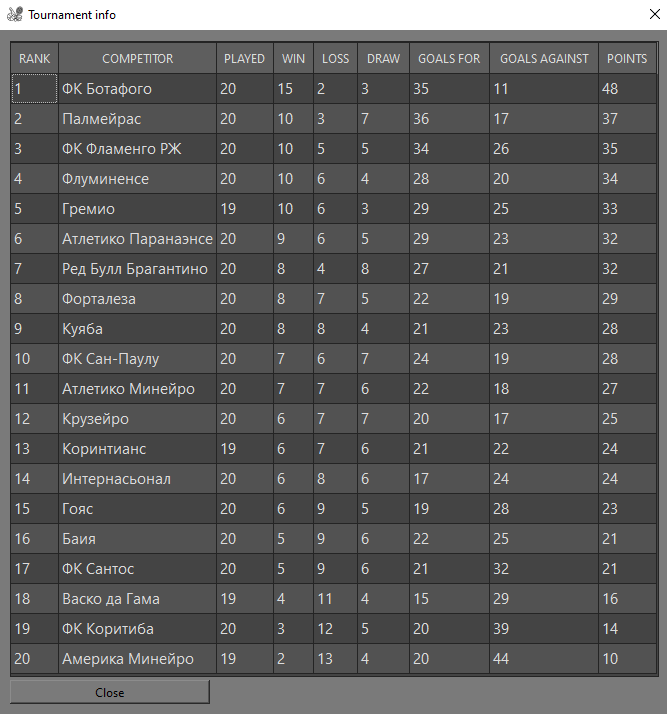 Tournament info
RANK COMPETITOR PLAYED WIN LOSS DRAW GOALS FOR GOALS AGAINST POINTS
1 ФК Ботафого 20 15 2 3 35 11 48
2 Палмейрас 20 10 3 7 36 17 37
3 ФК Фламенго РЖ 20 10 5 5 34 26 35
4 Флуминенсе 20 10 6 4 28 20 34
5 Гремио 19 10 6 3 29 25 33
6 Атлетико Паранаэнсе 20 9 6 5 29 23 32
7 Ред Булл Брагантино 20 8 4 8 27 21 32
8 Форталеза 20 8 7 5 22 19 29
9 Куяба 20 8 8 4 21 23 28
10 ФК Сан-Паулу 20 7 6 7 24 19 28
11 Атлетико Минейро 20 7 7 6 22 18 27
12 Крузейро 20 6 7 7 20 17 25
13 Коринтианс 19 6 7 6 21 22 24
14 Интернасьонал 20 6 8 6 17 24 24
15 Гояс 20 6 9 5 19 28 23
16 Баия 20 5 9 6 22 25 21
17 ФК Сантос 20 5 9 6 21 32 21
18 Васко да Гама 19 4 11 4 15 29 16
19 ФК Коритиба 20 3 12 5 20 39 14
20 Америка Минейро 19 2 13 4 20 44 10
Close